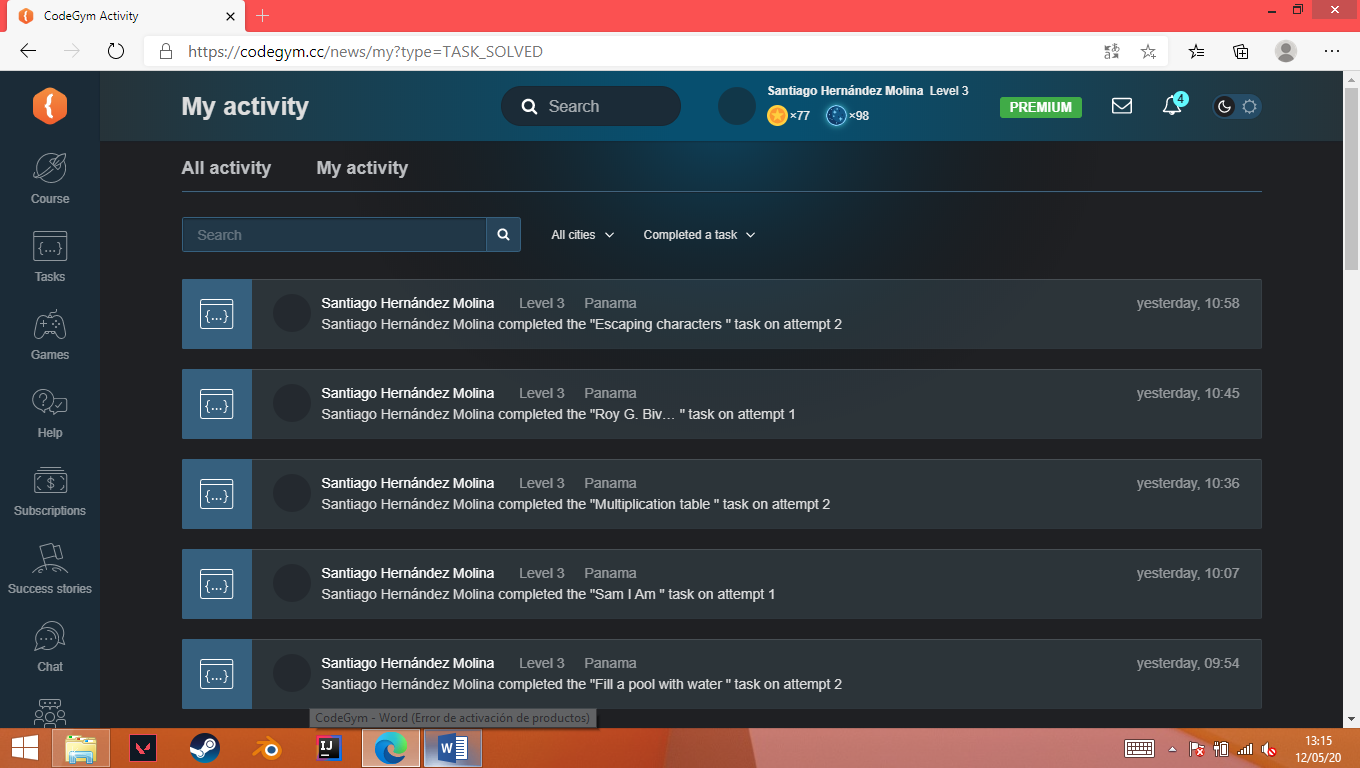 CodeGym Activity
https://codegym.cc/news/my?type=TASK_SOLVED
My activity
Search
Santiago Hernández Molina Level 3
×77 ×98
PREMIUM
4
All activity My activity
Search
All cities
Completed a task
Course
Tasks
Games
Help
Subscriptions
Success stories
Chat
Santiago Hernández Molina Level 3 Panama yesterday, 10:58
Santiago Hernández Molina completed the "Escaping characters " task on attempt 2
Santiago Hernández Molina Level 3 Panama yesterday, 10:45
Santiago Hernández Molina completed the "Roy G. Biv… " task on attempt 1
Santiago Hernández Molina Level 3 Panama yesterday, 10:36
Santiago Hernández Molina completed the "Multiplication table " task on attempt 2
Santiago Hernández Molina Level 3 Panama yesterday, 10:07
Santiago Hernández Molina completed the "Sam I Am " task on attempt 1
Santiago Hernández Molina Level 3 Panama yesterday, 09:54
Santiago Hernández Molina completed the "Fill a pool with water " task on attempt 2
CodeGym - Word (Error de activación de productos)
IJ
W
13:15
12/05/20